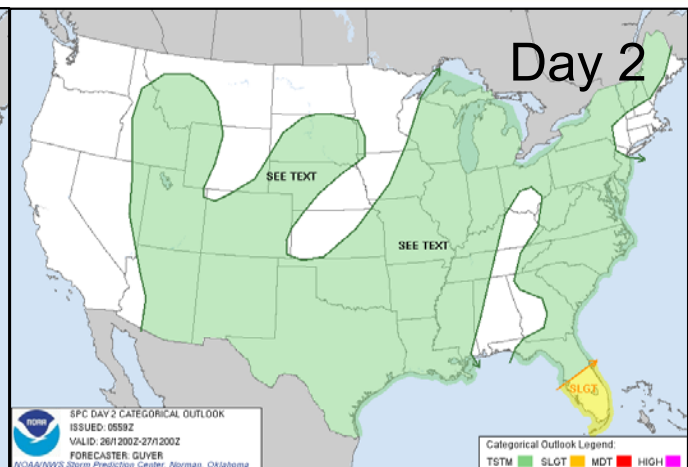 Day 2
SEE TEXT
SEE TEXT
SLGT
NOAA
SPC DAY 2 CATEGORICAL OUTLOOK
ISSUED: 0559Z
VALID: 26/1200Z-27/1200Z
FORECASTER: GUYER
NOAA/NWS Storm Prediction Center, Norman, Oklahoma
Categorical Outlook Legend:
TSTM SLGT MDT HIGH